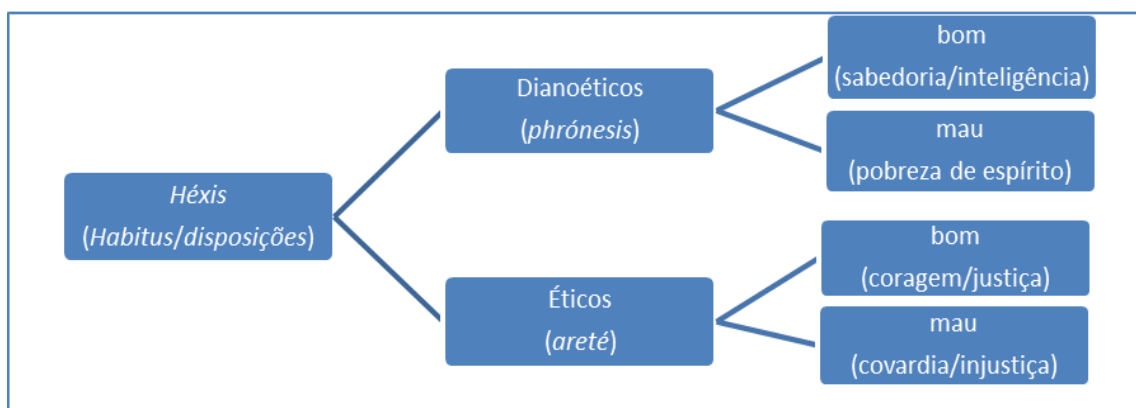 Héxis
(Habitus/disposições)
Dianoéticos
(phrónesis)
bom
(sabedoria/inteligência)
mau
(pobreza de espírito)
Éticos
(areté)
bom
(coragem/justiça)
mau
(covardia/injustiça)